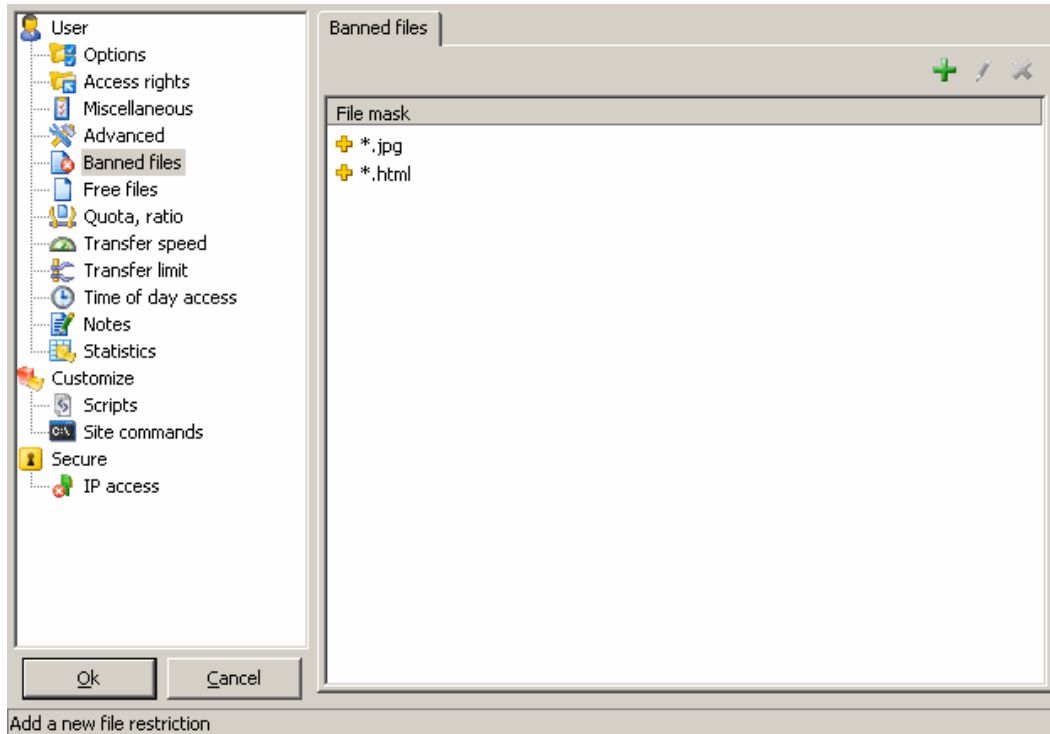 User
Options
Access rights
Miscellaneous
Advanced
Banned files
Free files
Quota, ratio
Transfer speed
Transfer limit
Time of day access
Notes
Statistics
Customize
Scripts
Site commands
Secure
IP access
Ok
Cancel
Banned files
File mask
*.jpg
*.html
Add a new file restriction